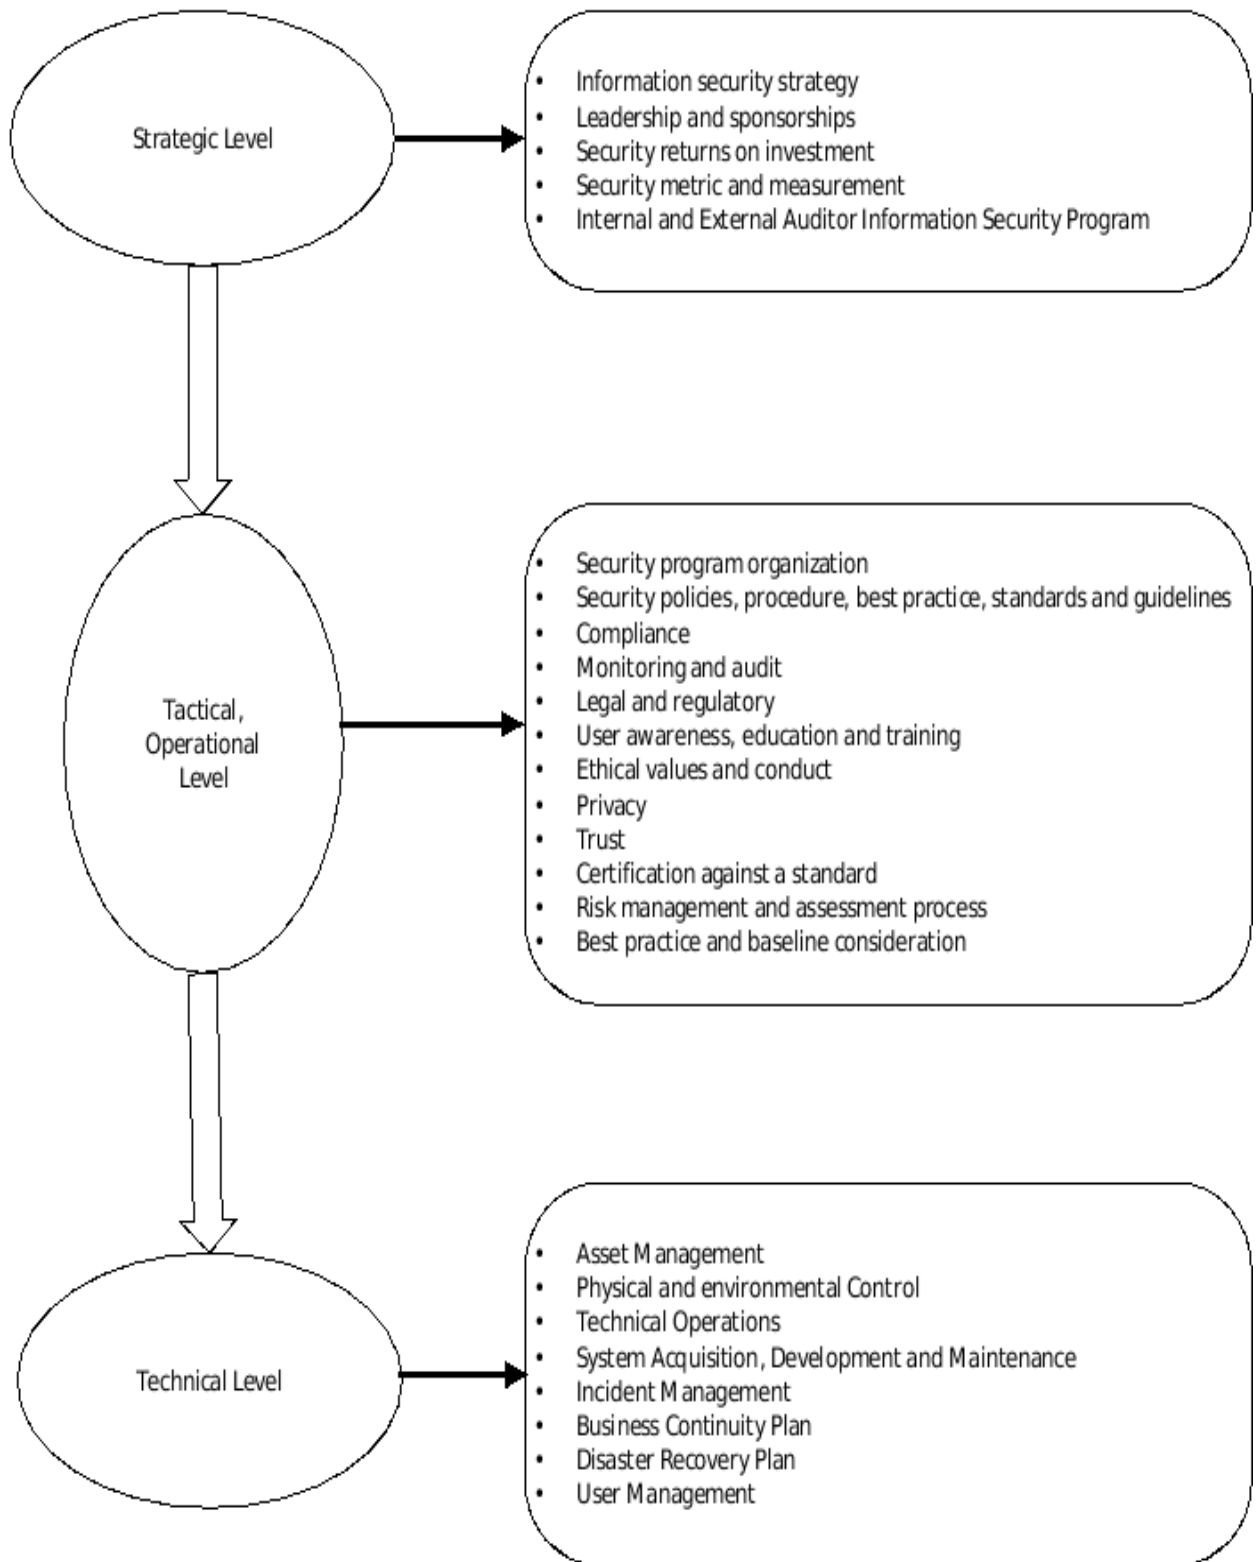 Strategic Level
• Information security strategy
• Leadership and sponsorships
• Security returns on investment
• Security metric and measurement
• Internal and External Auditor Information Security Program
Tactical,
Operational
Level
• Security program organization
• Security policies, procedure, best practice, standards and guidelines
• Compliance
• Monitoring and audit
• Legal and regulatory
• User awareness, education and training
• Ethical values and conduct
• Privacy
• Trust
• Certification against a standard
• Risk management and assessment process
• Best practice and baseline consideration
Technical Level
• Asset Management
• Physical and environmental Control
• Technical Operations
• System Acquisition, Development and Maintenance
• Incident Management
• Business Continuity Plan
• Disaster Recovery Plan
• User Management